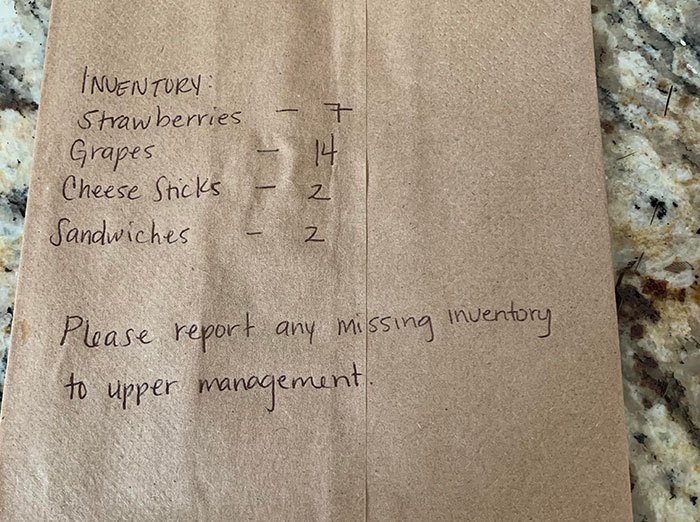 INVENTORY:
Strawberries - 7
Grapes - 14
Cheese Sticks - 2
Sandwiches - 2
Please report any missing inventory
to upper management.